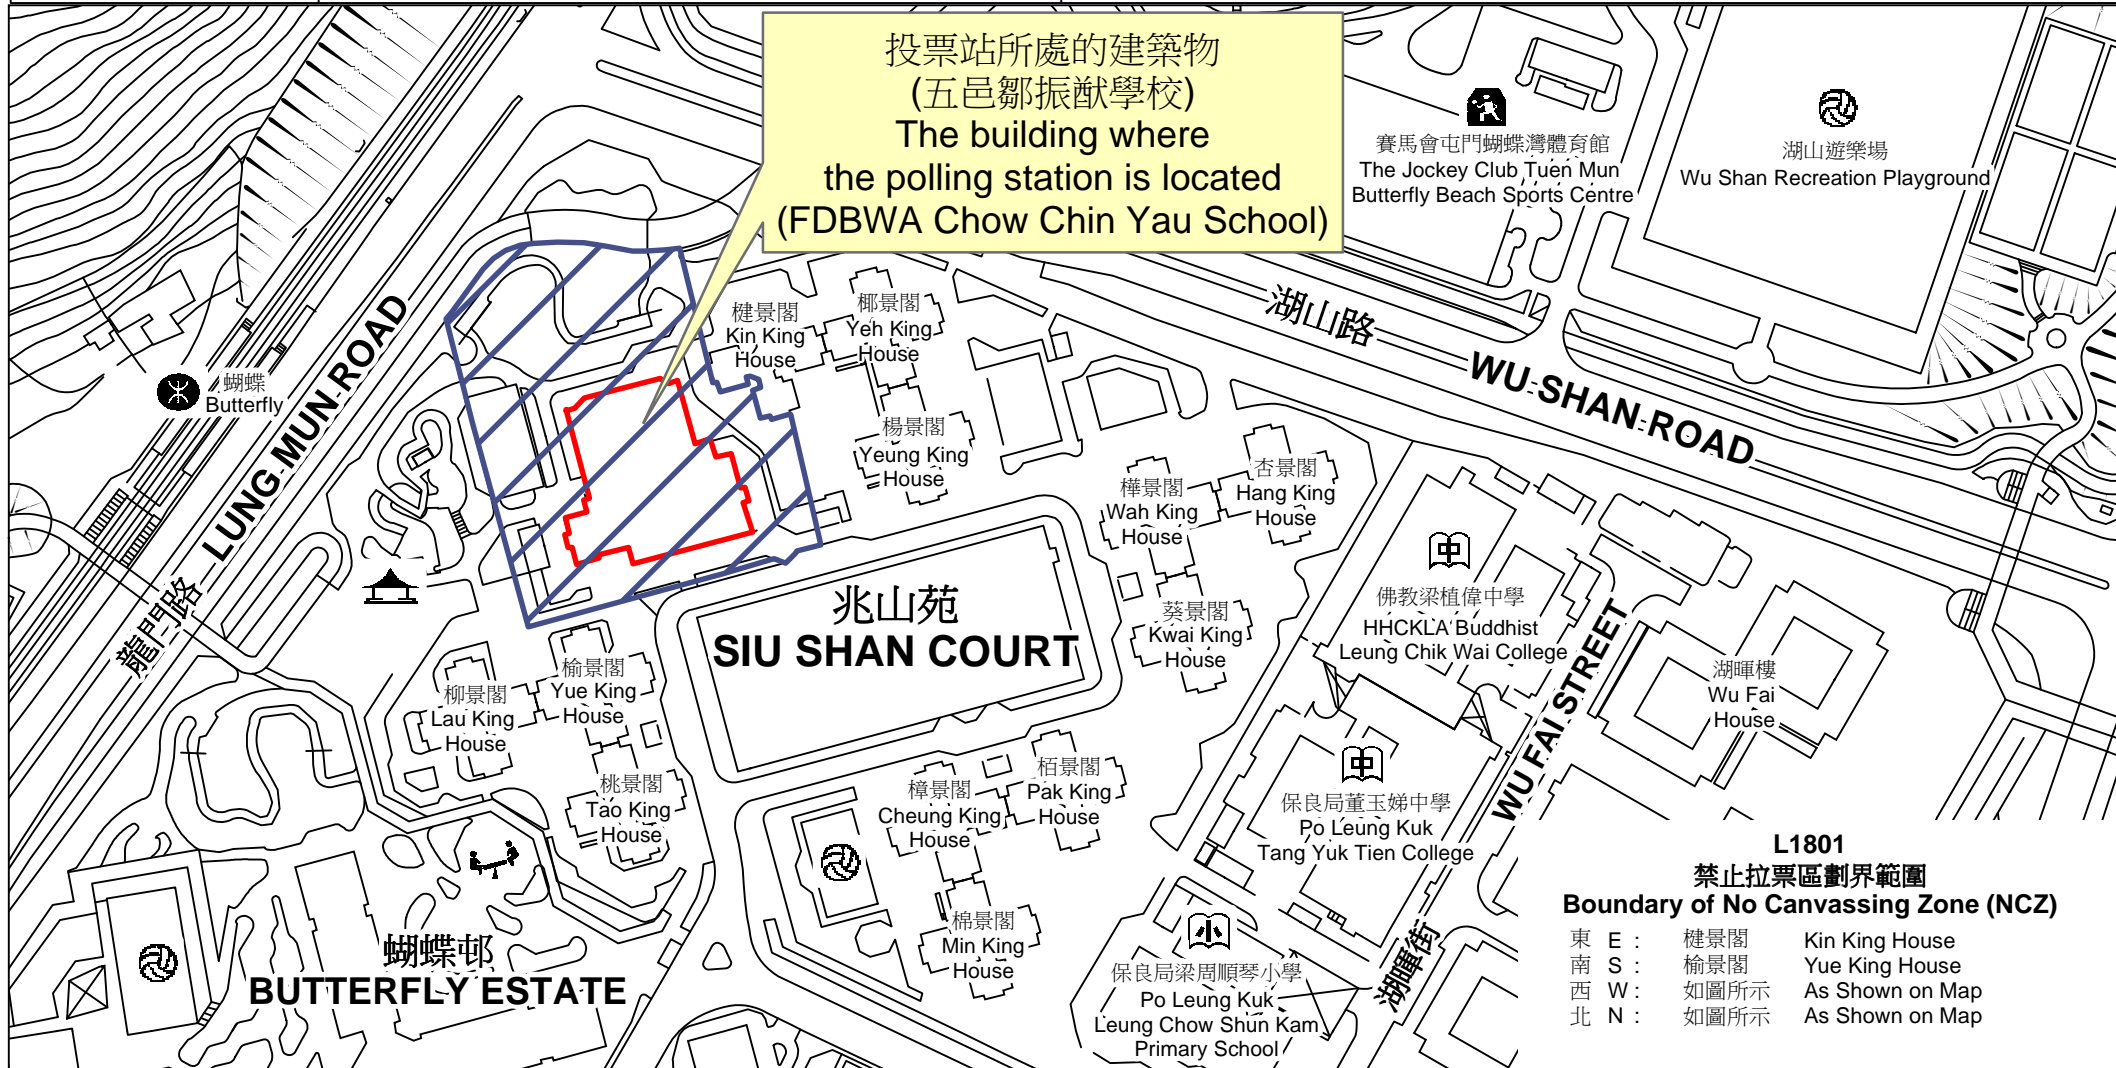 投票站所處的建築物
(五邑鄒振猷學校)
The building where
the polling station is located
(FDBWA Chow Chin Yau School)
賽馬會屯門蝴蝶灣體育館
The Jockey Club Tuen Mun
Butterfly Beach Sports Centre
湖山遊樂場
Wu Shan Recreation Playground
湖山路
WU SHAN ROAD
楗景閣
Kin King
House
椰景閣
Yeh King
House
蝴蝶
Butterfly
LUNG MUN ROAD
龍門路
楊景閣
Yeung King
House
樺景閣
Wah King
House
杏景閣
Hang King
House
兆山苑
SIU SHAN COURT
葵景閣
Kwai King
House
中
佛教梁植偉中學
HHCKLA Buddhist
Leung Chik Wai College
WU FAI STREET
湖暉街
湖暉樓
Wu Fai
House
榆景閣
Yue King
House
柳景閣
Lau King
House
桃景閣
Tao King
House
樟景閣
Cheung King
House
栢景閣
Pak King
House
中
保良局董玉娣中學
Po Leung Kuk
Tang Yuk Tien College
棉景閣
Min King
House
小
保良局梁周順琴小學
Po Leung Kuk
Leung Chow Shun Kam
Primary School
蝴蝶邨
BUTTERFLY ESTATE
L1801
禁止拉票區劃界範圍
Boundary of No Canvassing Zone (NCZ)
東 E : 楗景閣 Kin King House
南 S : 榆景閣 Yue King House
西 W : 如圖所示 As Shown on Map
北 N : 如圖所示 As Shown on Map